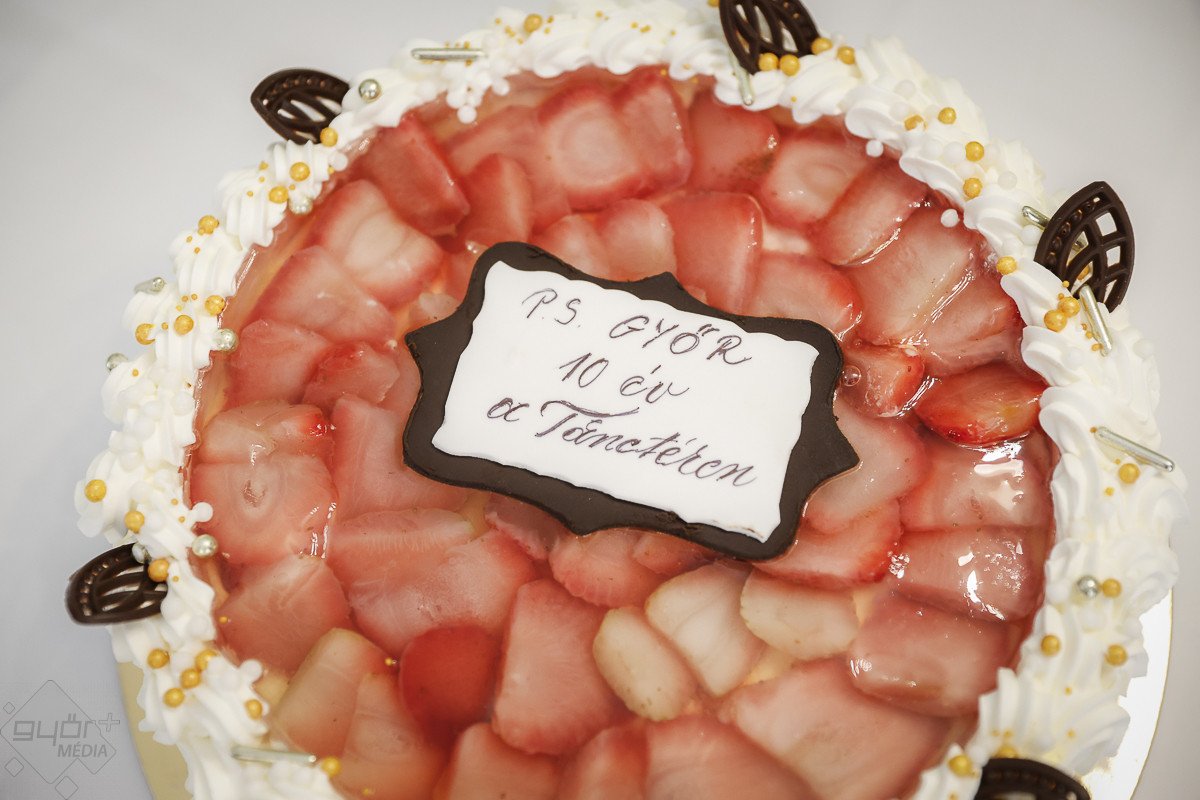 P.S. GYŐR
10 év
a Tánctéren
győr+
MÉDIA